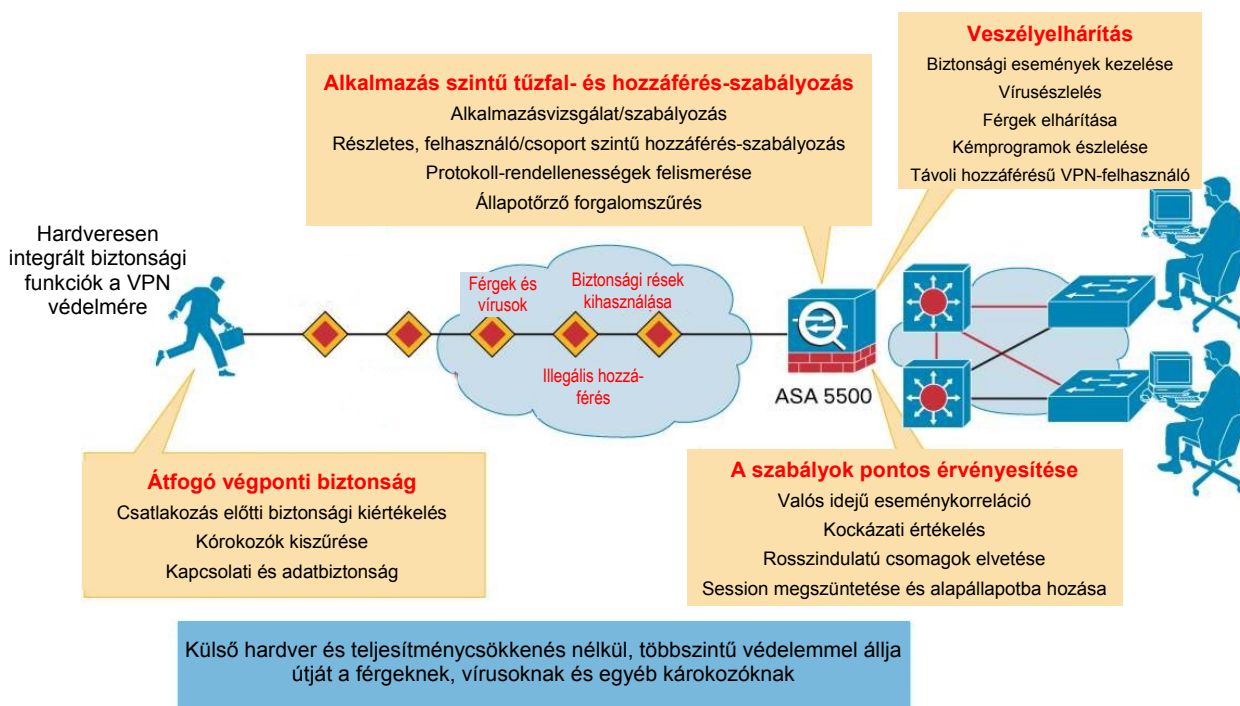 Veszélyelhárítás
Biztonsági események kezelése
Vírusészlelés
Férgek elhárítása
Kémprogramok észlelése
Távoli hozzáférésű VPN-felhasználó
Alkalmazás szintű tűzfal- és hozzáférés-szabályozás
Alkalmazásvizsgálat/szabályozás
Részletes, felhasználó/csoport szintű hozzáférés-szabályozás
Protokoll-rendellenességek felismerése
Állapotőrző forgalomszűrés
Hardveresen
integrált biztonsági
funkciók a VPN
védelmére
Férgek és
vírusok
Biztonsági rések
kihasználása
Illegális hozzá-
férés
ASA 5500
Átfogó végponti biztonság
Csatlakozás előtti biztonsági kiértékelés
Kórokozók kiszűrése
Kapcsolati és adatbiztonság
A szabályok pontos érvényesítése
Valós idejű eseménykorreláció
Kockázati értékelés
Rosszindulatú csomagok elvetése
Session megszüntetése és alapállapotba hozása
Külső hardver és teljesítménycsökkenés nélkül, többszintű védelemmel állja
útját a férgeknek, vírusoknak és egyéb károkozóknak